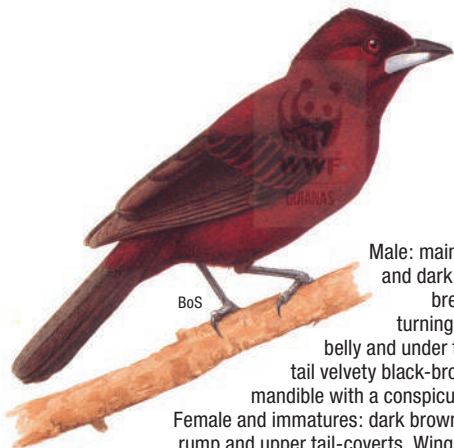 WWF
GUIANAS
BoS
Male: main
and dark
bre
turning
belly and under t
tail velvety black-bro
mandible with a conspicu
Female and immatures: dark brown
rump and upper tail-coverts. Wing